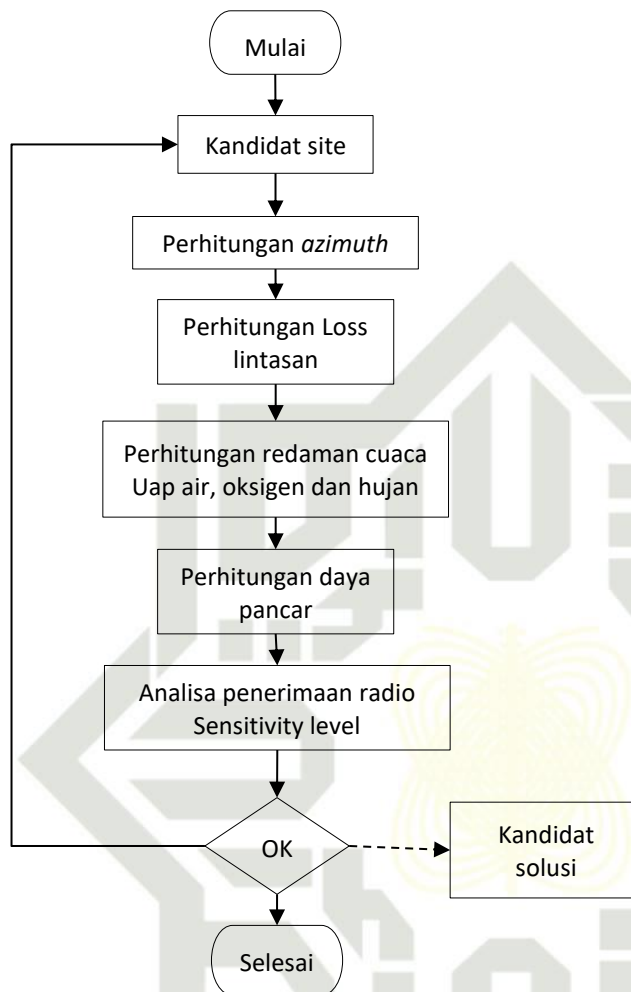 Mulai
Kandidat site
Perhitungan azimuth
Perhitungan Loss
lintasan
Perhitungan redaman cuaca
Uap air, oksigen dan hujan
Perhitungan daya
pancar
Analisa penerimaan radio
Sensitivity level
OK
Kandidat
solusi
Selesai